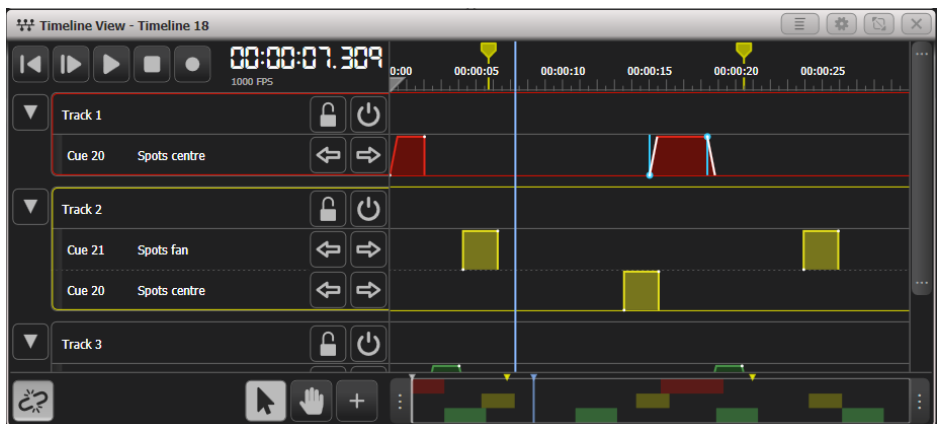 Timeline View - Timeline 18
00:00:07.309
1000 FPS
0:00 00:00:05 00:00:10 00:00:15 00:00:20 00:00:25
Track 1
Cue 20 Spots centre
Track 2
Cue 21 Spots fan
Cue 20 Spots centre
Track 3